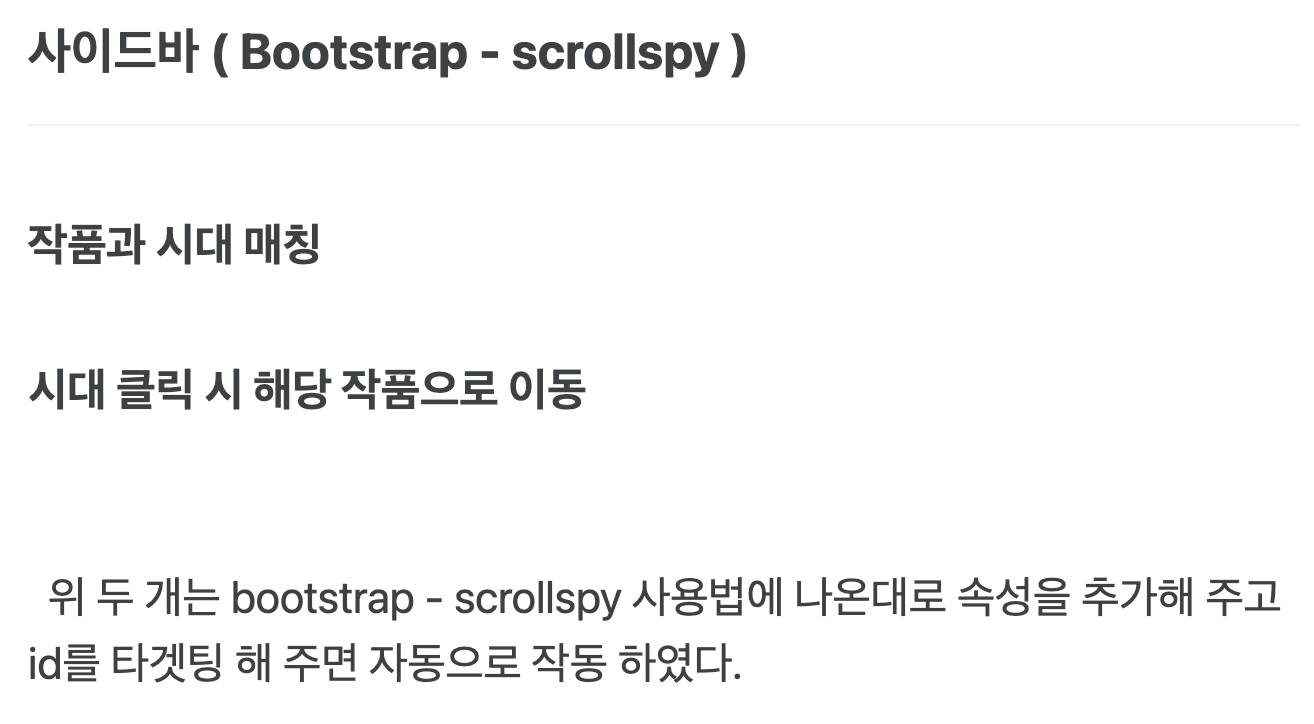 사이드바 ( Bootstrap - scrollspy )
작품과 시대 매칭
시대 클릭 시 해당 작품으로 이동
위 두 개는 bootstrap - scrollspy 사용법에 나온대로 속성을 추가해 주고
id를 타겟팅 해 주면 자동으로 작동 하였다.